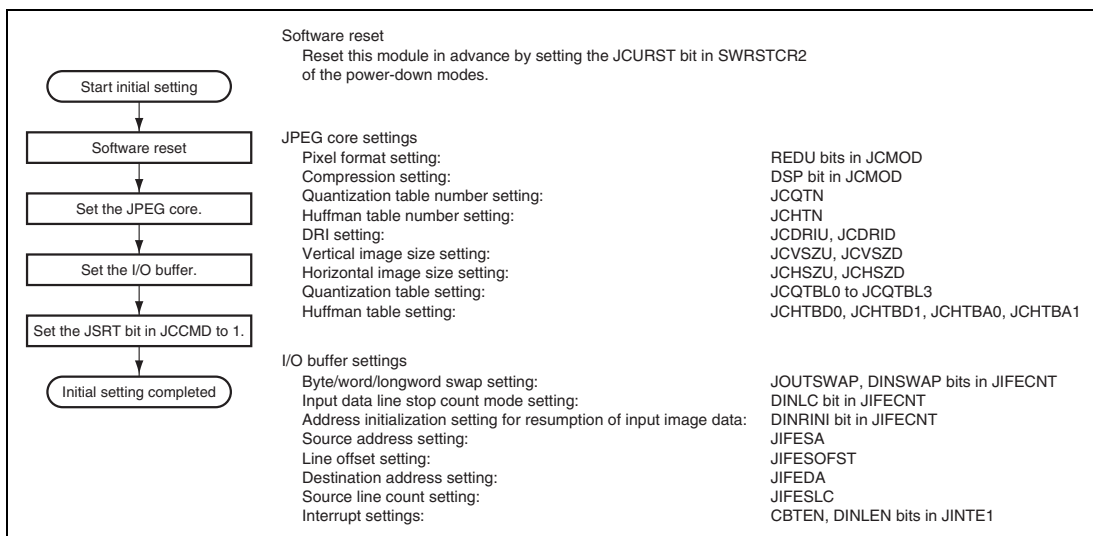 Start initial setting
Software reset
Set the JPEG core.
Set the I/O buffer.
Set the JSRT bit in JCCMD to 1.
Initial setting completed
Software reset
Reset this module in advance by setting the JCURST bit in SWRSTCR2
of the power-down modes.
JPEG core settings
Pixel format setting: REDU bits in JCMOD
Compression setting: DSP bit in JCMOD
Quantization table number setting: JCQTN
Huffman table number setting: JCHTN
DRI setting: JCDRIU, JCDRID
Vertical image size setting: JCVSZU, JCVSZD
Horizontal image size setting: JCHSZU, JCHSZD
Quantization table setting: JCQTBL0 to JCQTBL3
Huffman table setting: JCHTBD0, JCHTBD1, JCHTBA0, JCHTBA1
I/O buffer settings
Byte/word/longword swap setting: JOUTSWAP, DINSWAP bits in JIFECNT
Input data line stop count mode setting: DINLC bit in JIFECNT
Address initialization setting for resumption of input image data: DINRINI bit in JIFECNT
Source address setting: JIFESA
Line offset setting: JIFESOFST
Destination address setting: JIFEDA
Source line count setting: JIFESLC
Interrupt settings: CBTEN, DINLEN bits in JINTE1